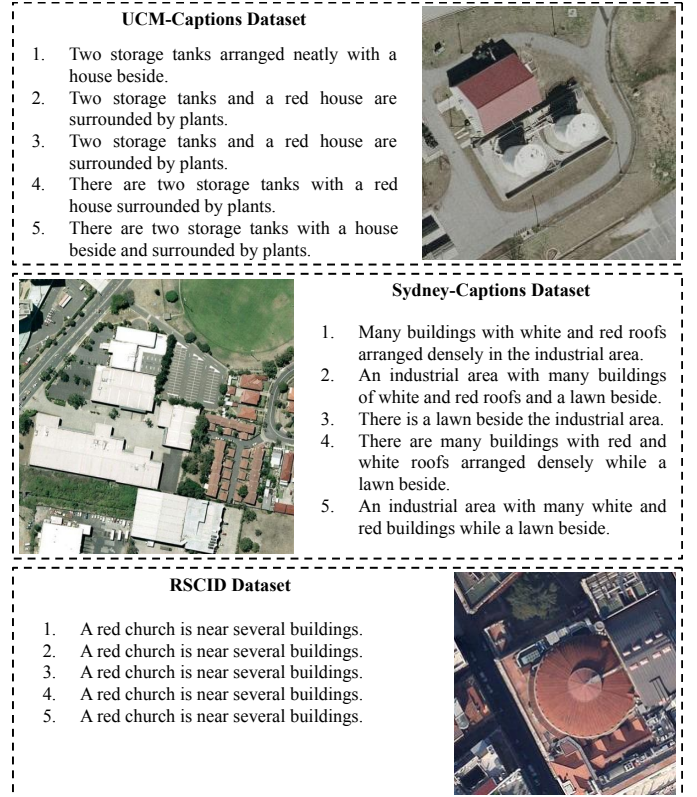 UCM-Captions Dataset
1. Two storage tanks arranged neatly with a
house beside.
2. Two storage tanks and a red house are
surrounded by plants.
3. Two storage tanks and a red house are
surrounded by plants.
4. There are two storage tanks with a red
house surrounded by plants.
5. There are two storage tanks with a house
beside and surrounded by plants.
Sydney-Captions Dataset
1. Many buildings with white and red roofs
arranged densely in the industrial area.
2. An industrial area with many buildings
of white and red roofs and a lawn beside.
3. There is a lawn beside the industrial area.
4. There are many buildings with red and
white roofs arranged densely while a
lawn beside.
5. An industrial area with many white and
red buildings while a lawn beside.
RSCID Dataset
1. A red church is near several buildings.
2. A red church is near several buildings.
3. A red church is near several buildings.
4. A red church is near several buildings.
5. A red church is near several buildings.